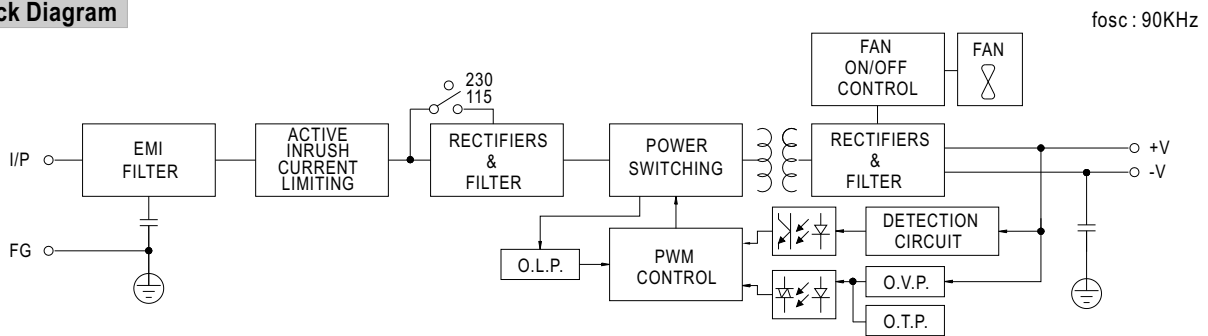 ck Diagram
fosc : 90KHz
FAN
ON/OFF
CONTROL
FAN
230
115
I/P
EMI
FILTER
ACTIVE
INRUSH
CURRENT
LIMITING
RECTIFIERS
&
FILTER
POWER
SWITCHING
RECTIFIERS
&
FILTER
+V
-V
FG
O.L.P.
PWM
CONTROL
DETECTION
CIRCUIT
O.V.P.
O.T.P.